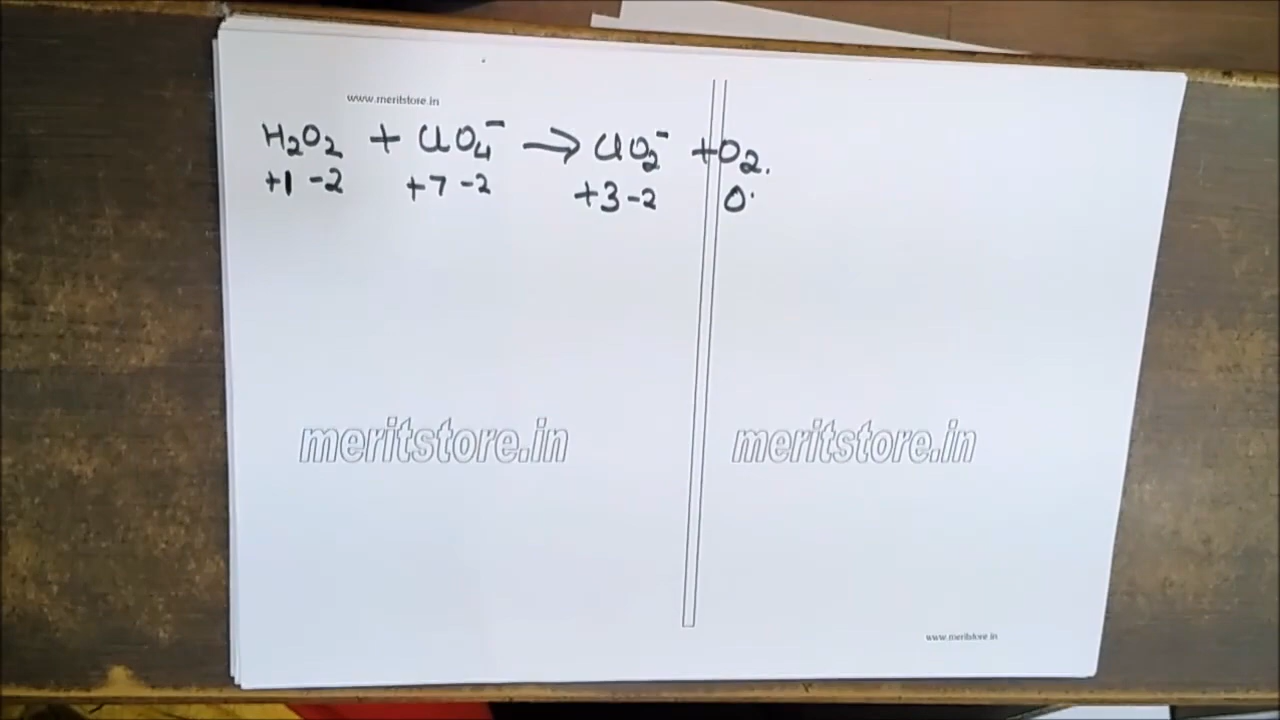 www.meritstore.in
H₂O₂ + ClO₄⁻ → ClO₂⁻ + O₂.
+1 -2 +7 -2 +3 -2 0.
meritstore.in meritstore.in
www.meritstore.in